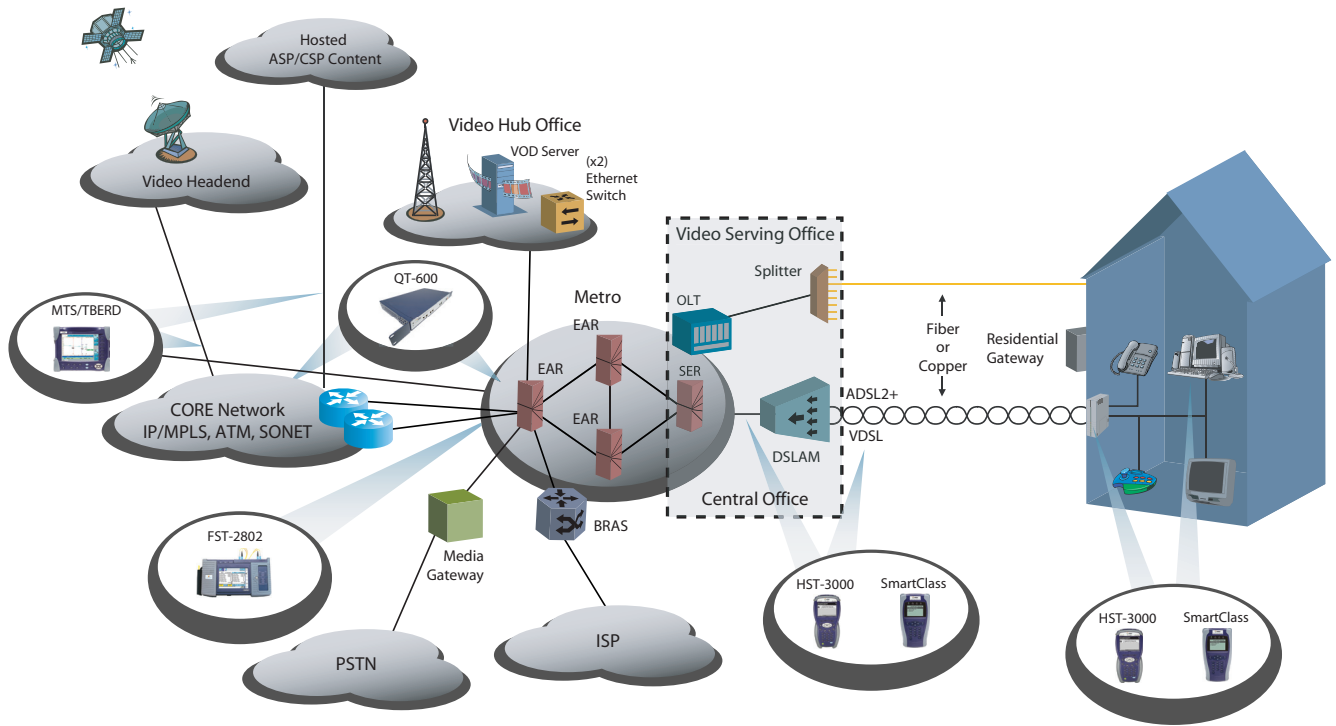 Hosted
ASP/CSP Content
Video Headend
Video Hub Office
VOD Server
(x2)
Ethernet
Switch
MTS/TBERD
QT-600
Metro
EAR
EAR
EAR
SER
CORE Network
IP/MPLS, ATM, SONET
Video Serving Office
Splitter
OLT
DSLAM
Central Office
ADSL2+
VDSL
Fiber
or
Copper
Residential
Gateway
FST-2802
Media
Gateway
BRAS
PSTN
ISP
HST-3000
SmartClass
HST-3000
SmartClass